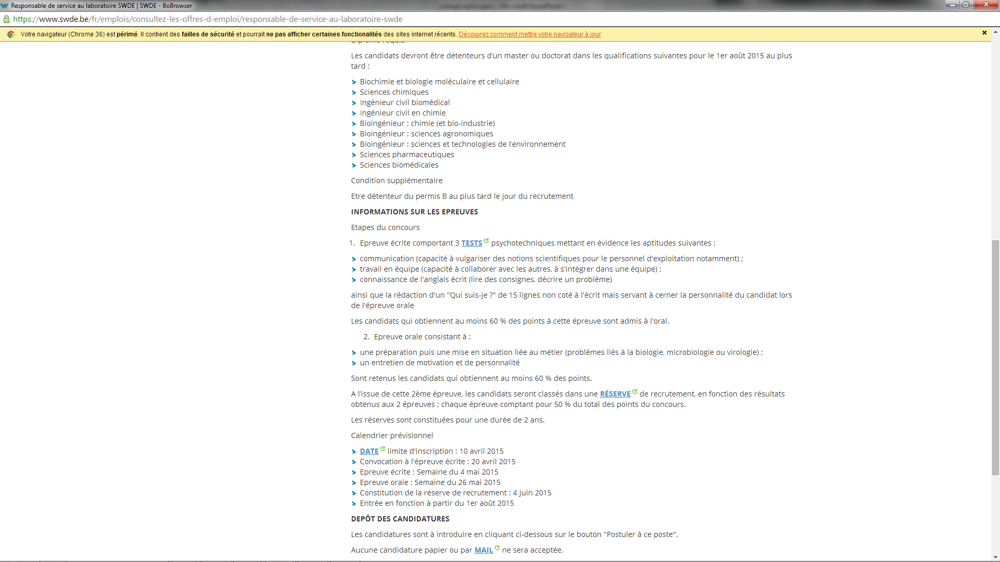 Responsable de service au laboratoire SWDE | SWDE - BoBrowser
https://www.swde.be/fr/emplois/consultez-les-offres-d-emploi/responsable-de-service-au-laboratoire-swde
Votre navigateur (Chrome 36) est périmé. Il contient des failles de sécurité et pourrait ne pas afficher certaines fonctionalités des sites internet récents. Découvrez comment mettre votre navigateur à jour
Diplôme requis
Les candidats devront être détenteurs d’un master ou doctorat dans les qualifications suivantes pour le 1er août 2015 au plus
tard :
Biochimie et biologie moléculaire et cellulaire
Sciences chimiques
Ingénieur civil biomédical
Ingénieur civil en chimie
Bioingénieur : chimie (et bio-industrie)
Bioingénieur : sciences agronomiques
Bioingénieur : sciences et technologies de l’environnement
Sciences pharmaceutiques
Sciences biomédicales
Condition supplémentaire
Etre détenteur du permis B au plus tard le jour du recrutement
INFORMATIONS SUR LES EPREUVES
Etapes du concours
1. Epreuve écrite comportant 3 TESTS psychotechniques mettant en évidence les aptitudes suivantes :
communication (capacité à vulgariser des notions scientifiques pour le personnel d'exploitation notamment) ;
travail en équipe (capacité à collaborer avec les autres, à s'intégrer dans une équipe) ;
connaissance de l'anglais écrit (lire des consignes, décrire un problème)
ainsi que la rédaction d'un "Qui suis-je ?" de 15 lignes non coté à l'écrit mais servant à cerner la personnalité du candidat lors
de l'épreuve orale
Les candidats qui obtiennent au moins 60 % des points à cette épreuve sont admis à l'oral.
2. Epreuve orale consistant à :
une préparation puis une mise en situation liée au métier (problèmes liés à la biologie, microbiologie ou virologie) ;
un entretien de motivation et de personnalité
Sont retenus les candidats qui obtiennent au moins 60 % des points.
A l’issue de cette 2ème épreuve, les candidats seront classés dans une RÉSERVE de recrutement, en fonction des résultats
obtenus aux 2 épreuves ; chaque épreuve comptant pour 50 % du total des points du concours.
Les réserves sont constituées pour une durée de 2 ans.
Calendrier prévisionnel
DATE limite d'inscription : 10 avril 2015
Convocation à l'épreuve écrite : 20 avril 2015
Epreuve écrite : Semaine du 4 mai 2015
Epreuve orale : Semaine du 26 mai 2015
Constitution de la réserve de recrutement : 4 juin 2015
Entrée en fonction à partir du 1er août 2015
DEPÔT DES CANDIDATURES
Les candidatures sont à introduire en cliquant ci-dessous sur le bouton "Postuler à ce poste".
Aucune candidature papier ou par MAIL ne sera acceptée.